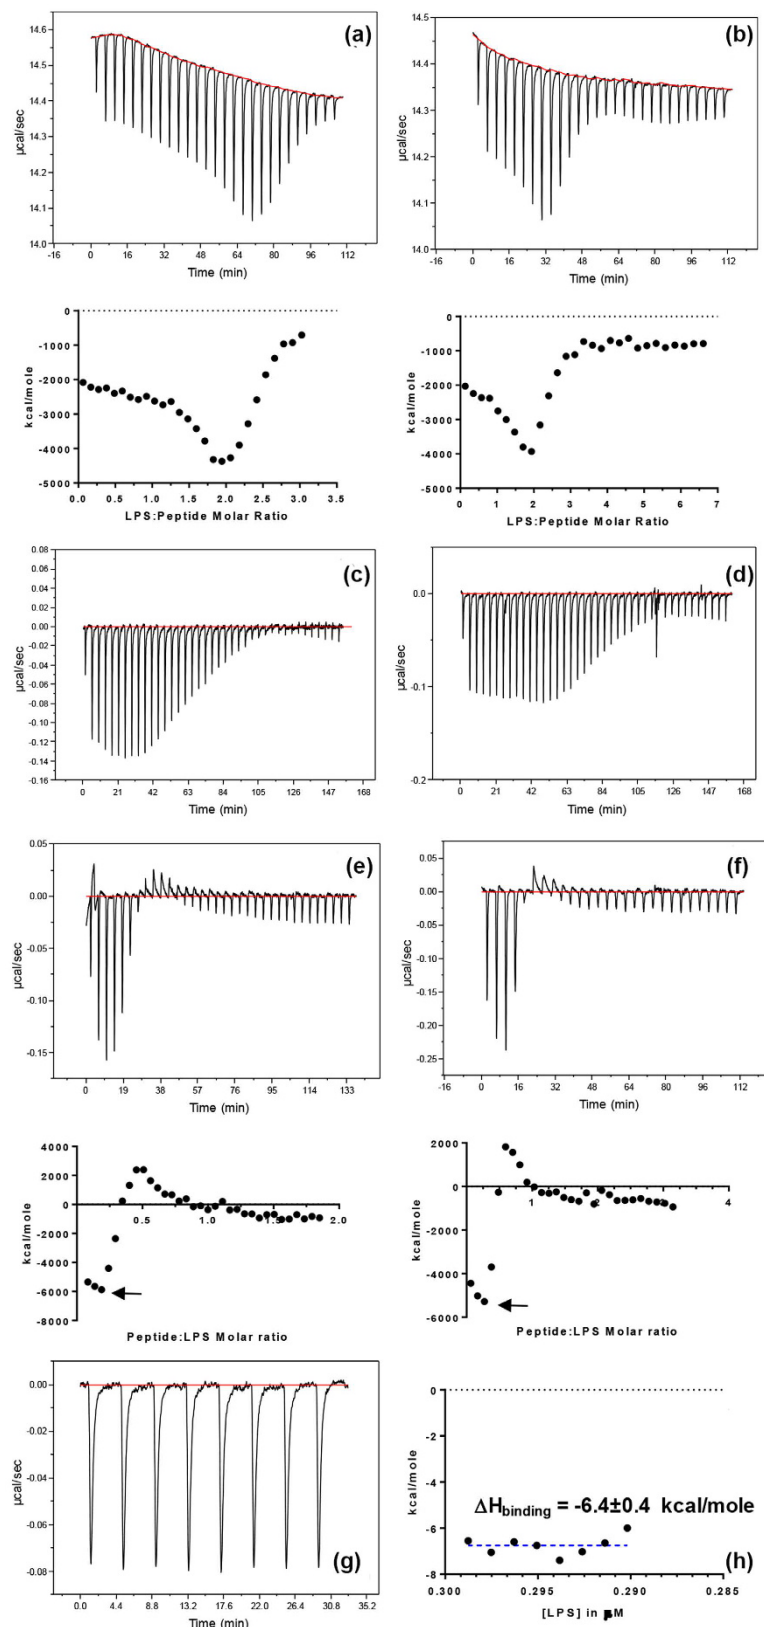 (a)
14.6
14.5
14.4
14.3
14.2
14.1
14.0
µcal/sec
-16 0 16 32 48 64 80 96 112
Time (min)
(b)
14.5
14.4
14.3
14.2
14.1
14.0
µcal/sec
-16 0 16 32 48 64 80 96 112
Time (min)
0
-1000
-2000
-3000
-4000
-5000
kcal/mole
0.0 0.5 1.0 1.5 2.0 2.5 3.0 3.5
LPS:Peptide Molar Ratio
0
-1000
-2000
-3000
-4000
-5000
kcal/mole
0 1 2 3 4 5 6 7
LPS:Peptide Molar Ratio
(c)
0.08
0.06
0.04
0.02
0.00
-0.02
-0.04
-0.06
-0.08
-0.10
-0.12
-0.14
-0.16
µcal/sec
0 21 42 63 84 105 126 147 168
Time (min)
(d)
0.0
-0.1
-0.2
µcal/sec
0 21 42 63 84 105 126 147 168
Time (min)
(e)
0.05
0.00
-0.05
-0.10
-0.15
µcal/sec
0 19 38 57 76 95 114 133
Time (min)
(f)
0.05
0.00
-0.05
-0.10
-0.15
-0.20
-0.25
µcal/sec
-16 0 16 32 48 64 80 96 112
Time (min)
4000
2000
0
-2000
-4000
-6000
-8000
kcal/mole
0.5 1.0 1.5 2.0
Peptide:LPS Molar ratio
2000
0
-2000
-4000
-6000
kcal/mole
1 2 3 4
Peptide:LPS Molar ratio
0.00
-0.02
-0.04
-0.06
-0.08
µcal/sec
(g)
0.0 4.4 8.8 13.2 17.6 22.0 26.4 30.8 35.2
Time (min)
0
-2
-4
-6
-8
kcal/mole
ΔHbinding = -6.4±0.4 kcal/mole
(h)
0.300 0.295 0.290 0.285
[LPS] in µM